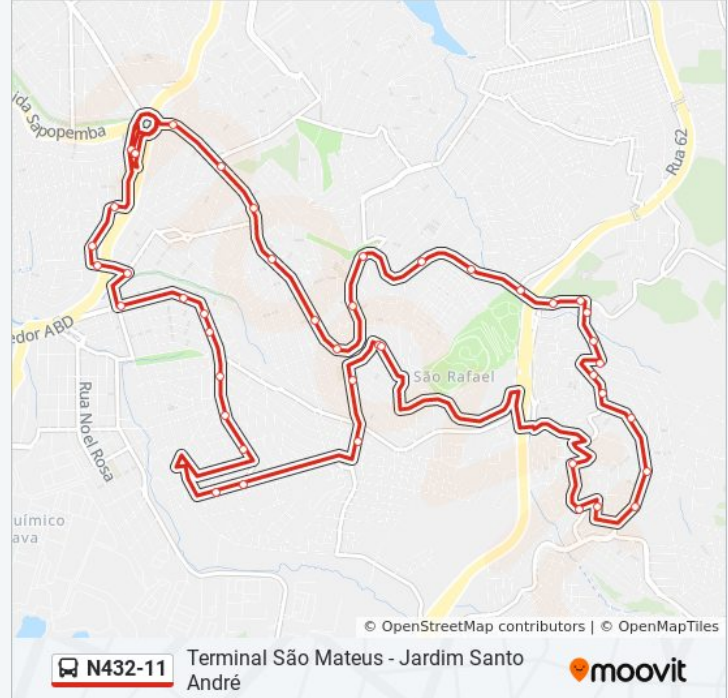 ida Sapopemba
Rua 62
edor ABD
São Rafael
Rua Noel Rosa
uímico
ava
© OpenStreetMap contributors | © OpenMapTiles
N432-11
Terminal São Mateus - Jardim Santo
André
moovit